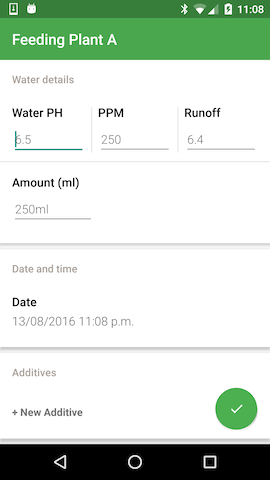 11:08
Feeding Plant A
Water details
Water PH PPM Runoff
6.5 250 6.4
Amount (ml)
250ml
Date and time
Date
13/08/2016 11:08 p.m.
Additives
+ New Additive